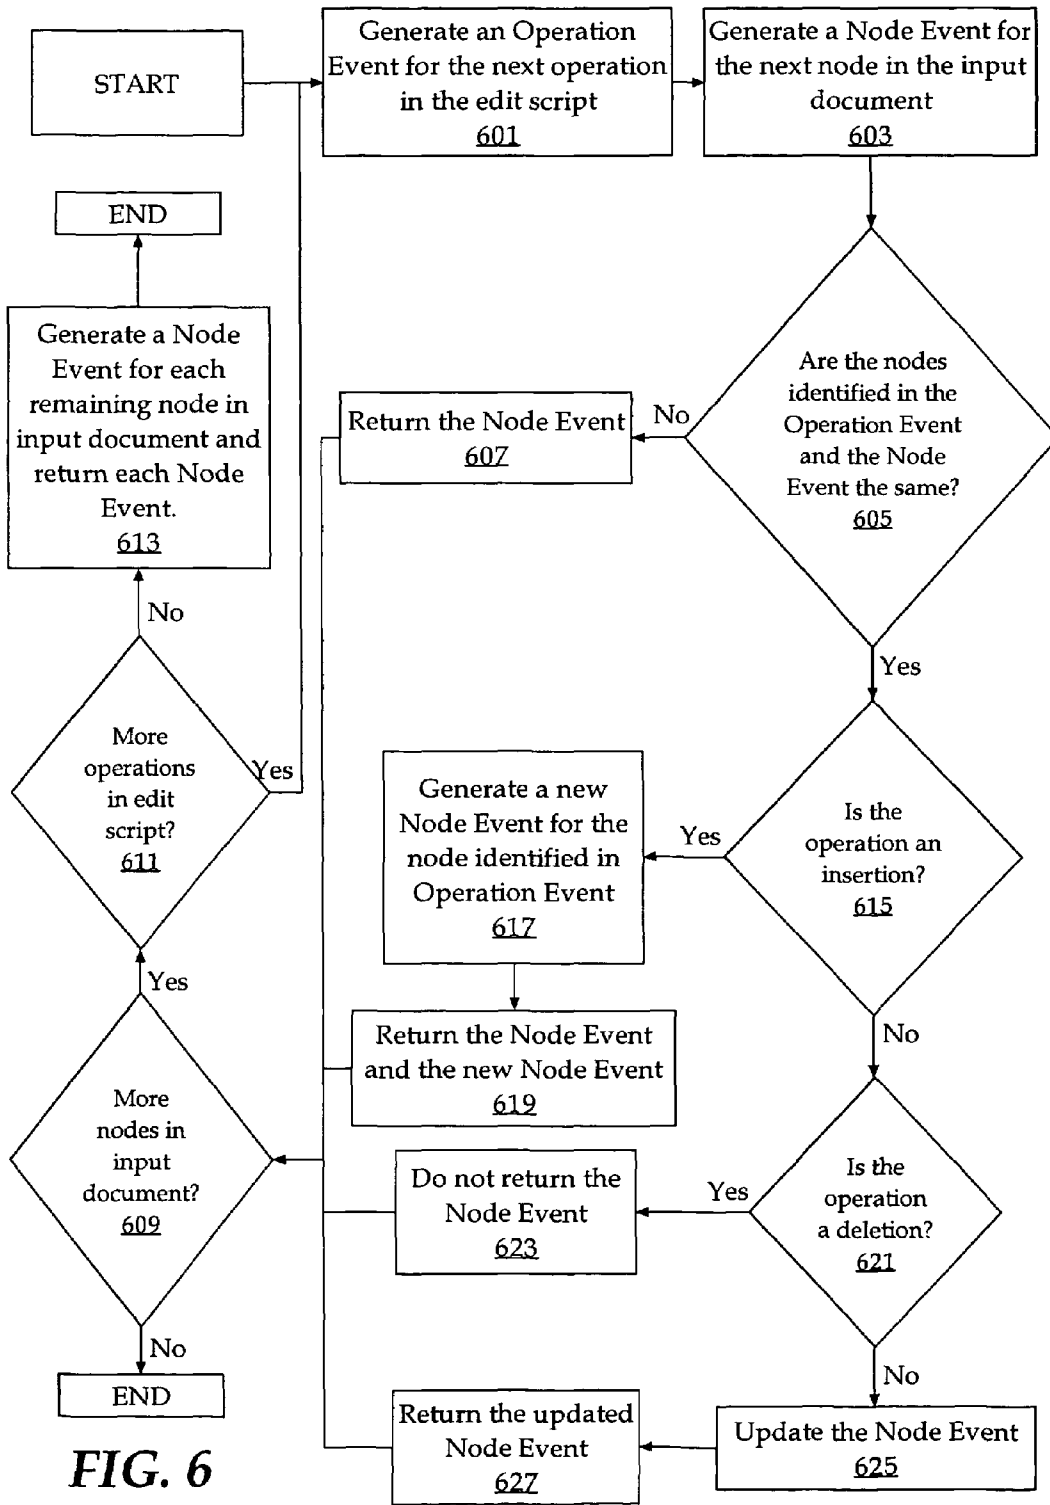 START
Generate an Operation
Event for the next operation
in the edit script
601
Generate a Node Event for
the next node in the input
document
603
END
Generate a Node
Event for each
remaining node in
input document and
return each Node
Event.
613
No
More
operations
in edit
script?
611
Yes
Yes
More
nodes in
input
document?
609
No
END
Return the Node Event
607
No
Are the nodes
identified in the
Operation Event
and the Node
Event the same?
605
Yes
Generate a new
Node Event for the
node identified in
Operation Event
617
Yes
Is the
operation an
insertion?
615
No
Return the Node Event
and the new Node Event
619
Do not return the
Node Event
623
Yes
Is the
operation
a deletion?
621
No
Return the updated
Node Event
627
Update the Node Event
625
FIG. 6